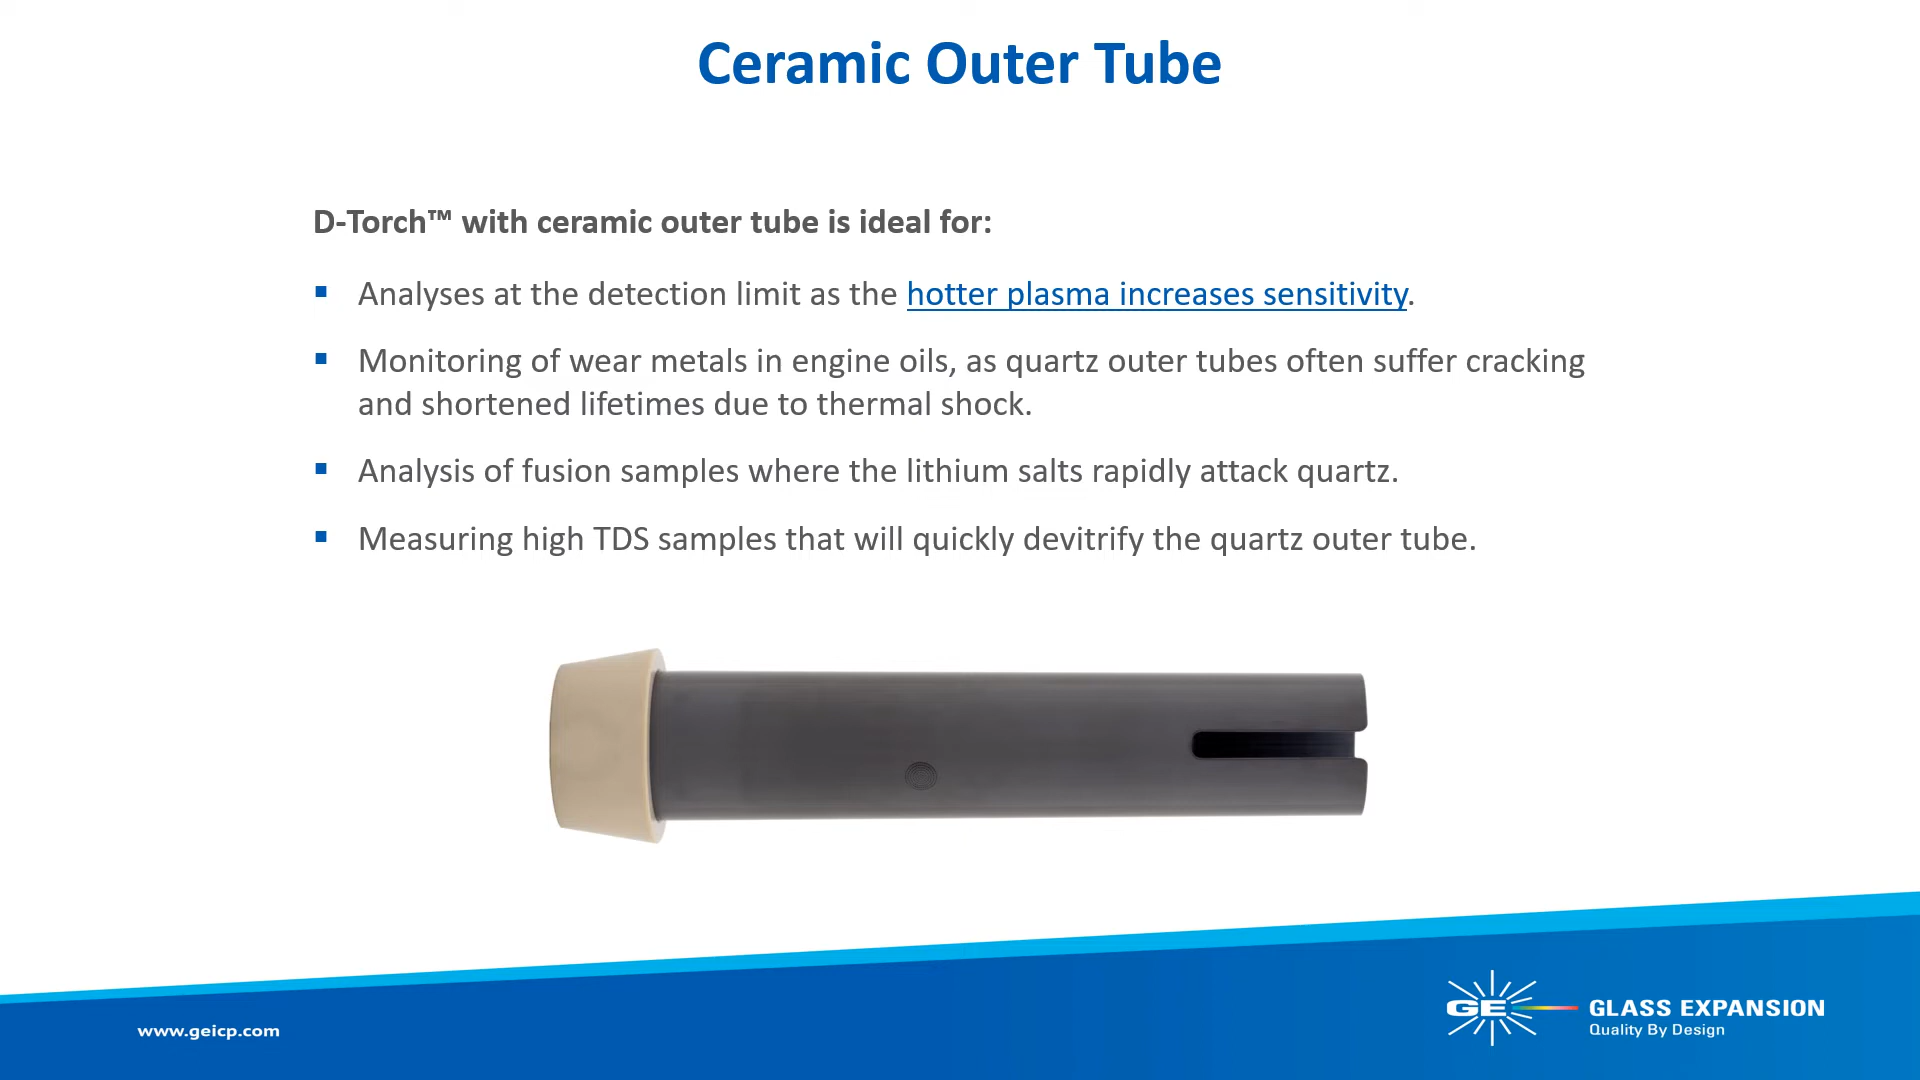 Ceramic Outer Tube
D-Torch™ with ceramic outer tube is ideal for:
▪ Analyses at the detection limit as the hotter plasma increases sensitivity.
▪ Monitoring of wear metals in engine oils, as quartz outer tubes often suffer cracking
and shortened lifetimes due to thermal shock.
▪ Analysis of fusion samples where the lithium salts rapidly attack quartz.
▪ Measuring high TDS samples that will quickly devitrify the quartz outer tube.
www.geicp.com
GE
GLASS EXPANSION
Quality By Design